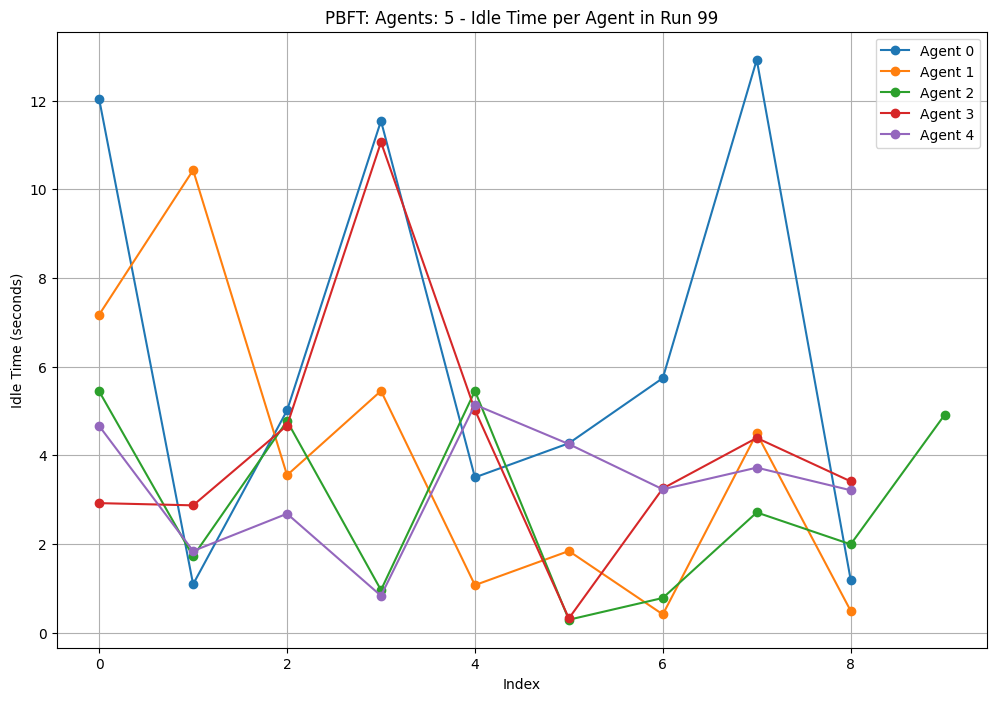 PBFT: Agents: 5 - Idle Time per Agent in Run 99
Agent 0
Agent 1
Agent 2
Agent 3
Agent 4
Idle Time (seconds)
12
10
8
6
4
2
0
0 2 4 6 8
Index